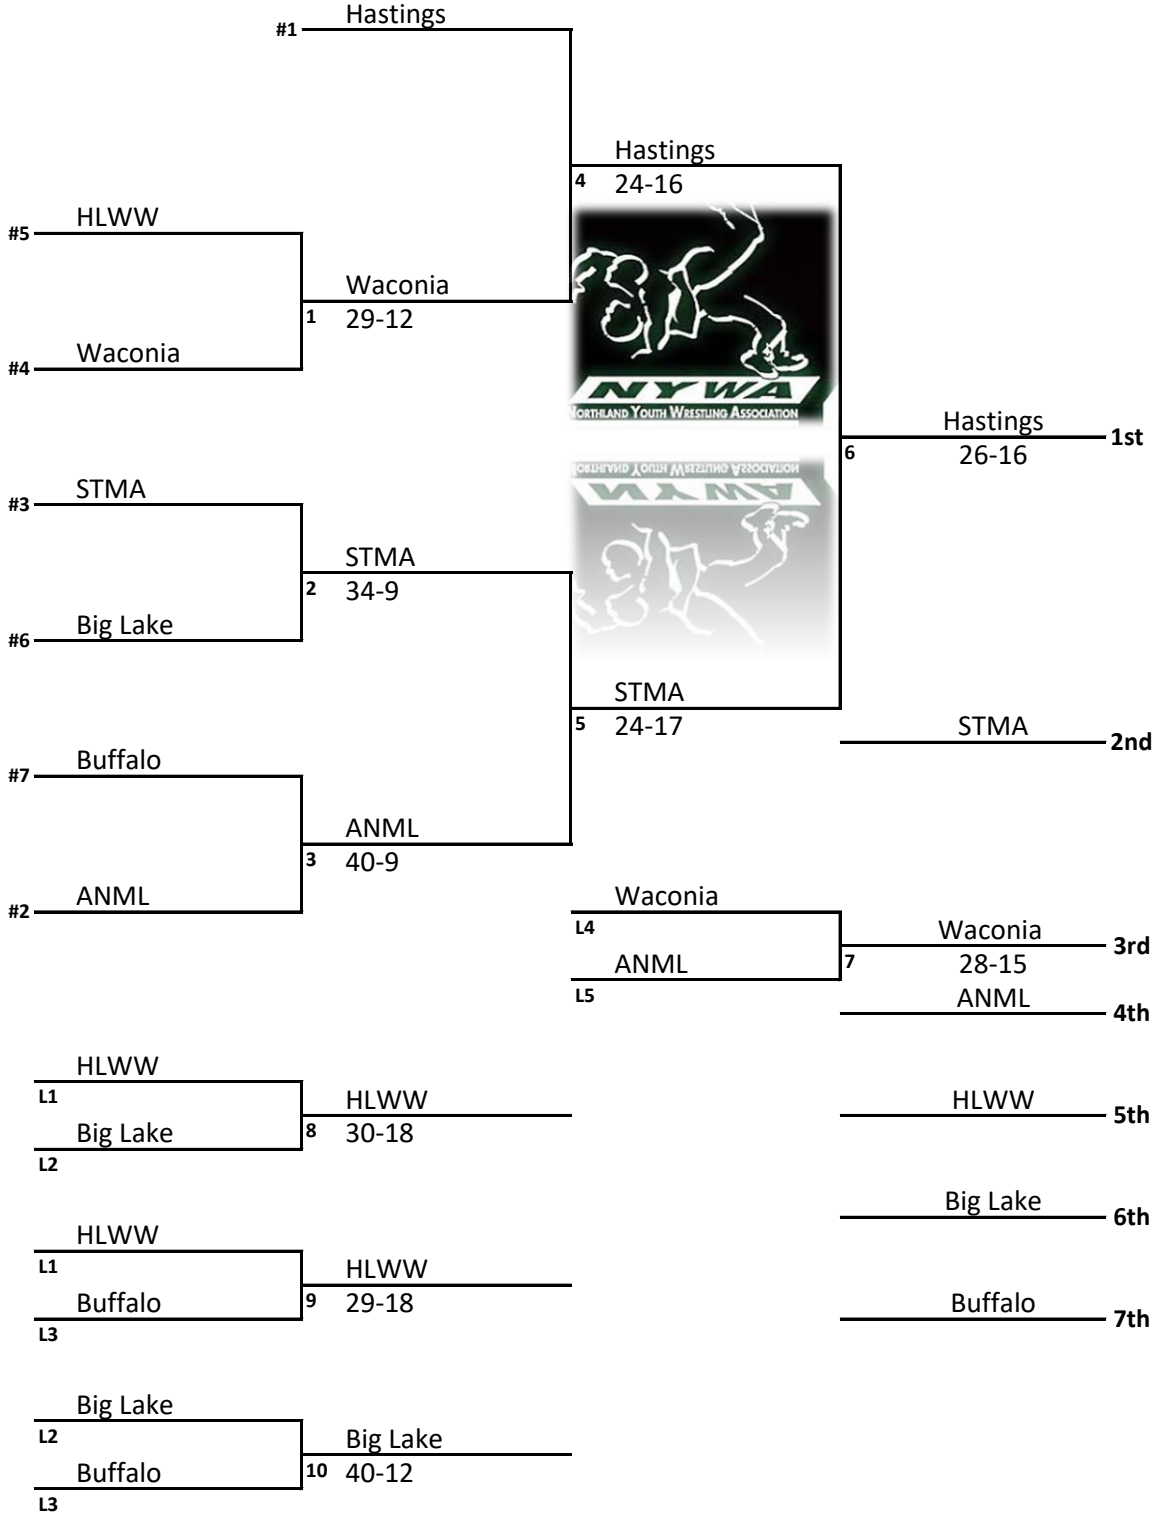 Hastings
#1
Hastings
4 24-16
HLWW
#5
Waconia
1 29-12
Waconia
#4
NYWA
NORTHLAND YOUTH WRESTLING ASSOCIATION
Hastings
1st
6 26-16
STMA
#3
STMA
2 34-9
Big Lake
#6
STMA
5 24-17
STMA
2nd
Buffalo
#7
ANML
3 40-9
ANML
#2
Waconia
L4
Waconia
3rd
ANML
7 28-15
L5
ANML
4th
HLWW
L1
HLWW
Big Lake
8 30-18
L2
HLWW
5th
Big Lake
6th
HLWW
L1
HLWW
Buffalo
9 29-18
L3
Buffalo
7th
Big Lake
L2
Big Lake
Buffalo
10 40-12
L3